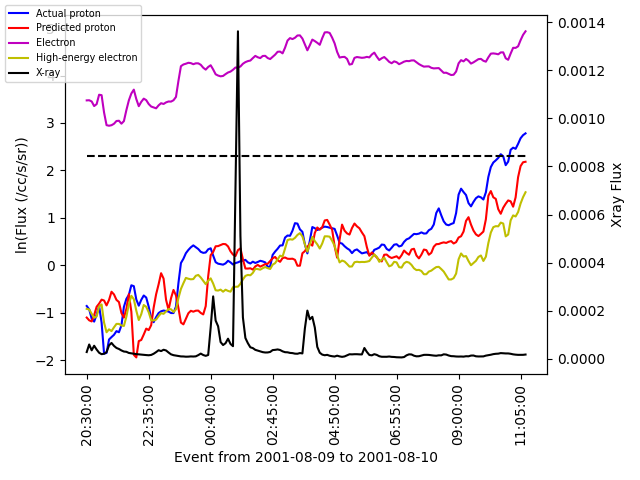 Actual proton
Predicted proton
Electron
High-energy electron
X-ray
ln(Flux (/cc/s/sr))
3
2
1
0
−1
−2
0.0014
0.0012
0.0010
0.0008
0.0006
0.0004
0.0002
0.0000
Xray Flux
20:30:00
22:35:00
00:40:00
02:45:00
04:50:00
06:55:00
09:00:00
11:05:00
Event from 2001-08-09 to 2001-08-10